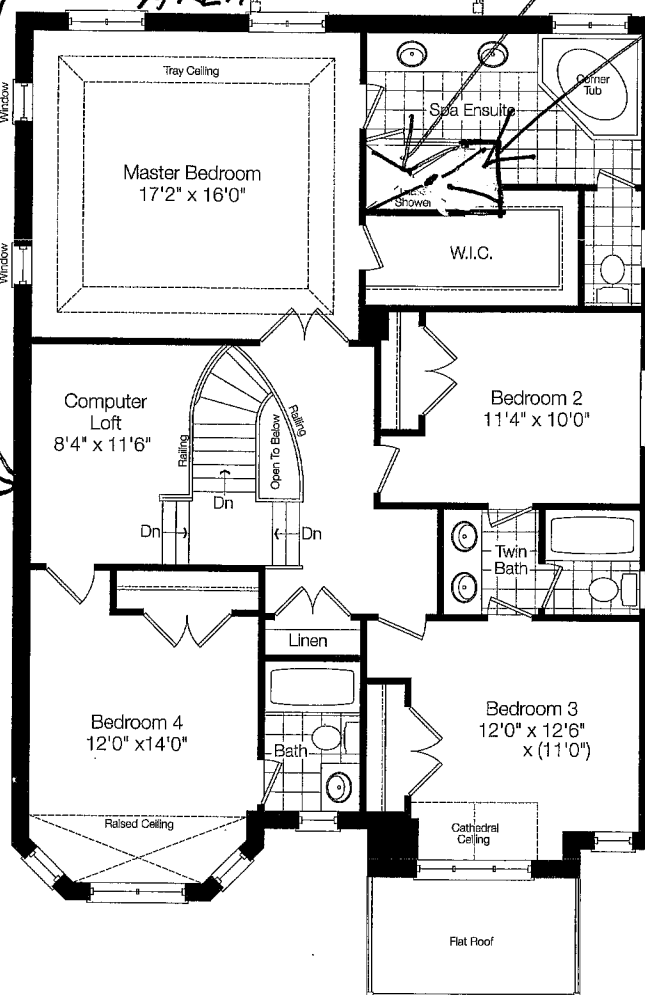 Window
Tray Ceiling
Master Bedroom
17'2" x 16'0"
Window
Spa Ensuite
Corner
Tub
Shower
W.I.C.
Computer
Loft
8'4" x 11'6"
Railing
Railing
Open To Below
Dn
Dn
Dn
Bedroom 2
11'4" x 10'0"
Twin
Bath
Linen
Bedroom 4
12'0" x14'0"
Raised Ceiling
Bath
Bedroom 3
12'0" x 12'6"
x (11'0")
Cathedral
Ceiling
Flat Roof